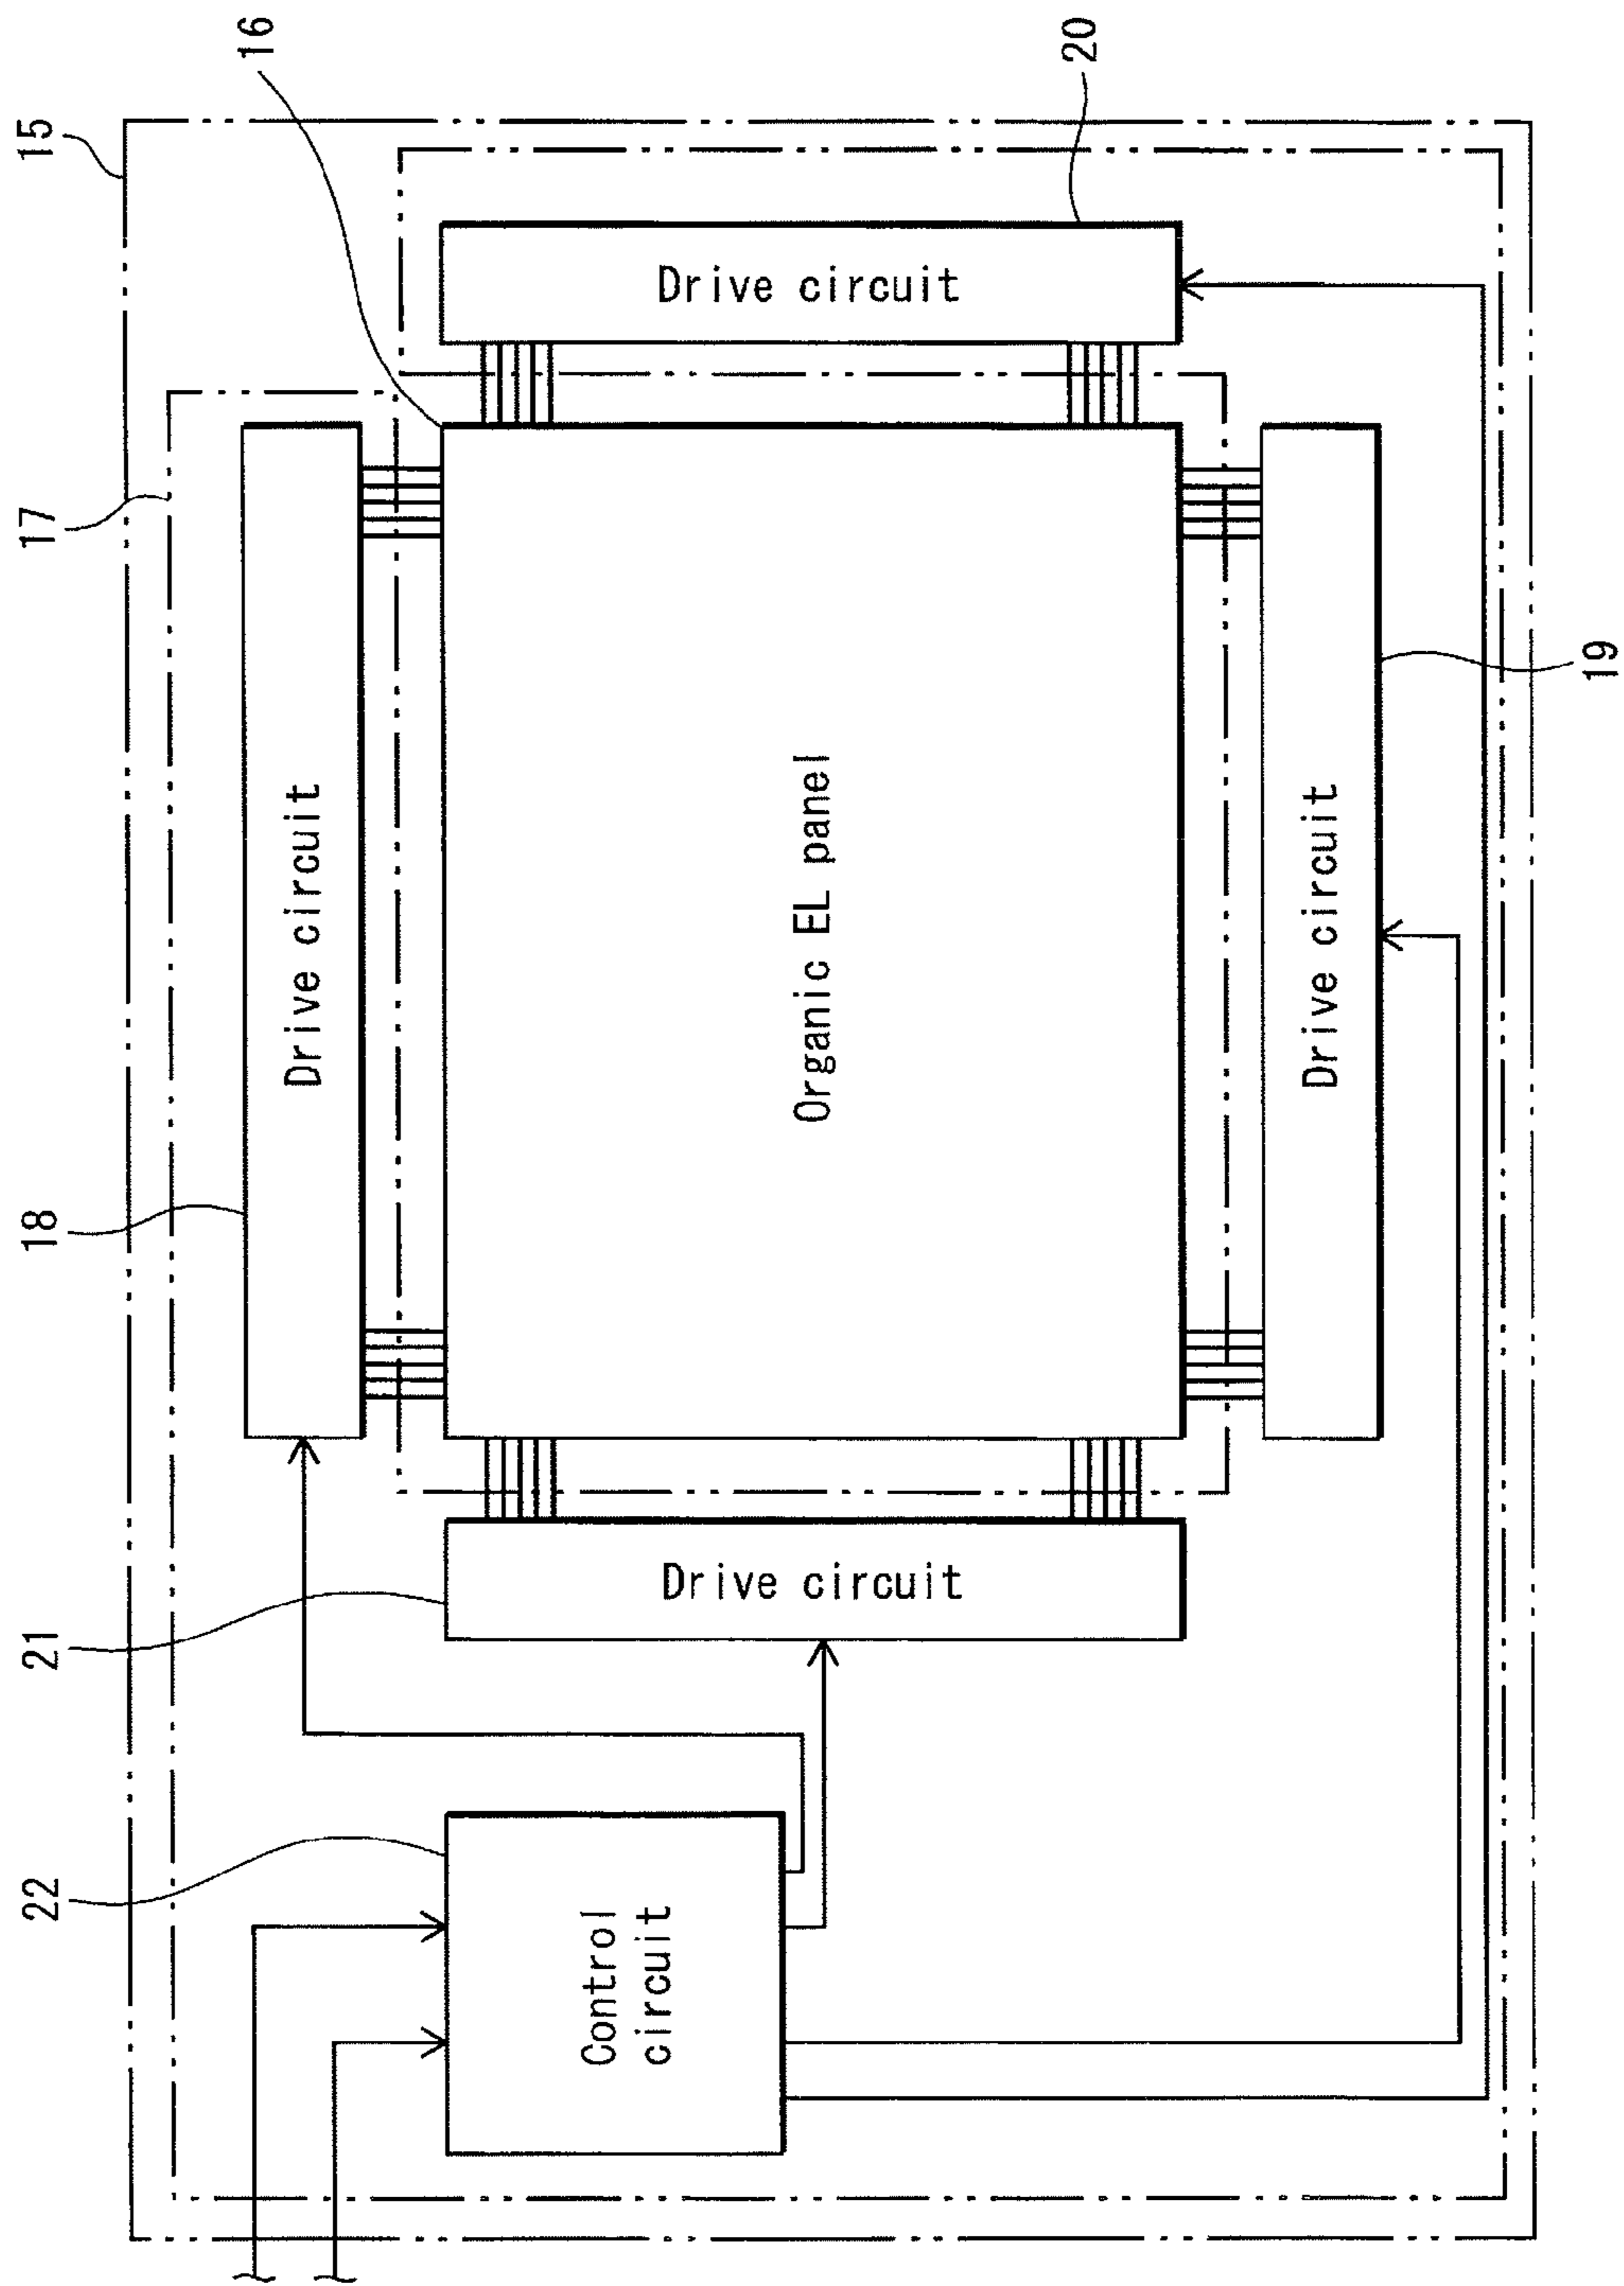 22
21
18
17
15
16
Drive circuit
Control
circuit
Drive circuit
Organic EL panel
Drive circuit
20
Drive circuit
19